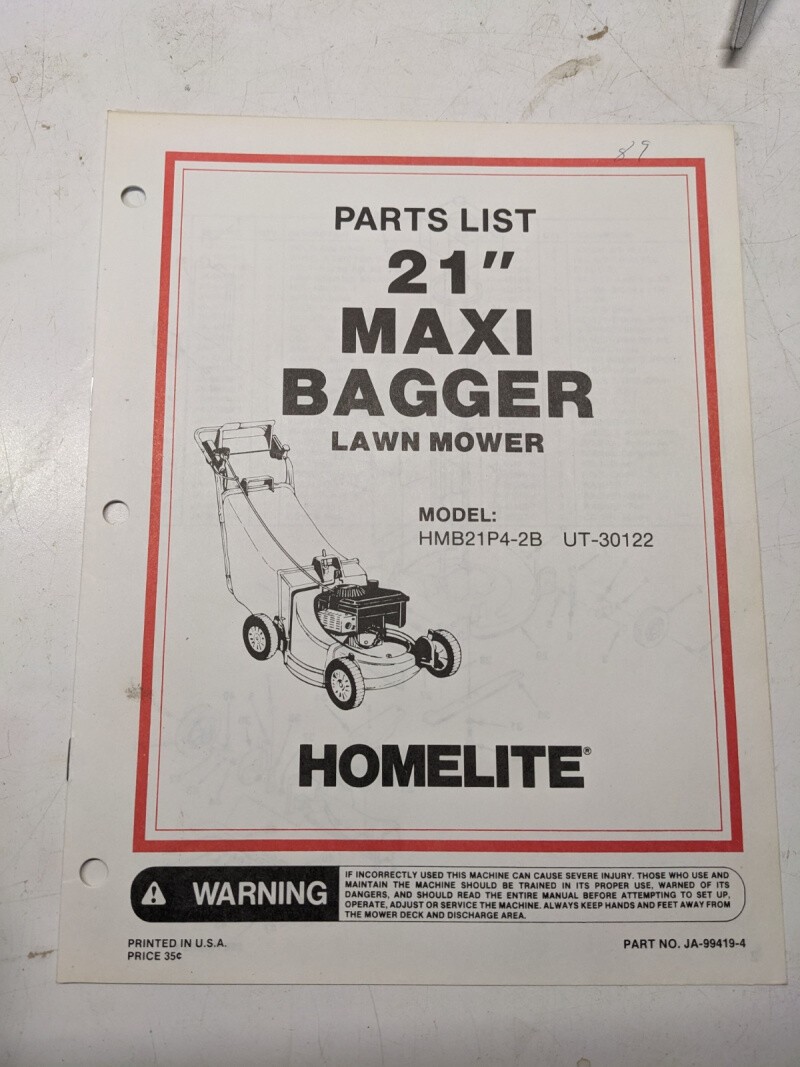 89
PARTS LIST
21"
MAXI
BAGGER
LAWN MOWER
MODEL:
HMB21P4-2B UT-30122
HOMELITE®
WARNING
IF INCORRECTLY USED THIS MACHINE CAN CAUSE SEVERE INJURY. THOSE WHO USE AND
MAINTAIN THE MACHINE SHOULD BE TRAINED IN ITS PROPER USE, WARNED OF ITS
DANGERS, AND SHOULD READ THE ENTIRE MANUAL BEFORE ATTEMPTING TO SET UP,
OPERATE, ADJUST OR SERVICE THE MACHINE. ALWAYS KEEP HANDS AND FEET AWAY FROM
THE MOWER DECK AND DISCHARGE AREA.
PRINTED IN U.S.A.
PRICE 35¢
PART NO. JA-99419-4